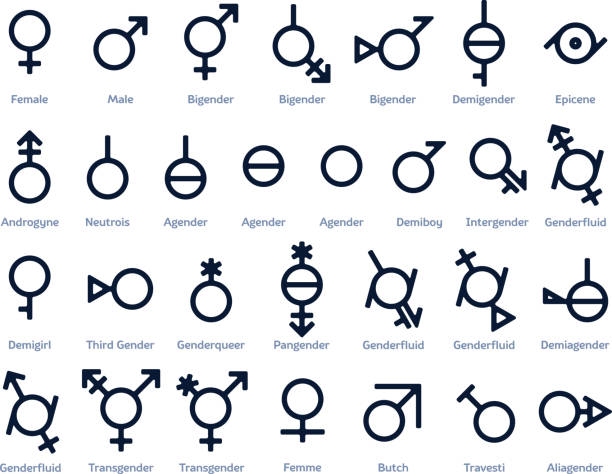 Female Male Bigender Bigender Bigender Demigender Epicene
Androgyne Neutrois Agender Agender Agender Demiboy Intergender Genderfluid
Demigirl Third Gender Genderqueer Pangender Genderfluid Genderfluid Demiagender
Genderfluid Transgender Transgender Femme Butch Travesti Aliagender